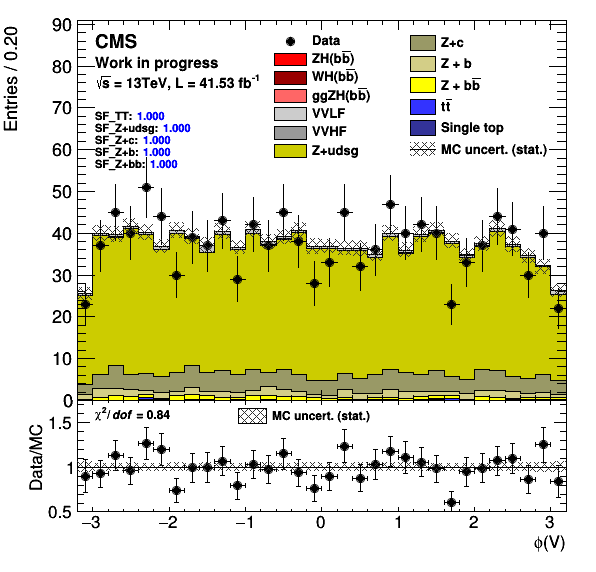 CMS
Work in progress
√s = 13TeV, L = 41.53 fb⁻¹
SF_TT: 1.000
SF_Z+udsg: 1.000
SF_Z+c: 1.000
SF_Z+b: 1.000
SF_Z+bb: 1.000
Data
ZH(bb̅)
WH(bb̅)
ggZH(bb̅)
VVLF
VVHF
Z+udsg
Z+c
Z + b
Z + bb̅
tt̅
Single top
MC uncert. (stat.)
Entries / 0.20
90
80
70
60
50
40
30
20
10
0
χ²/dof = 0.84
MC uncert. (stat.)
Data/MC
1.5
1
0.5
−3 −2 −1 0 1 2 3
ϕ(V)